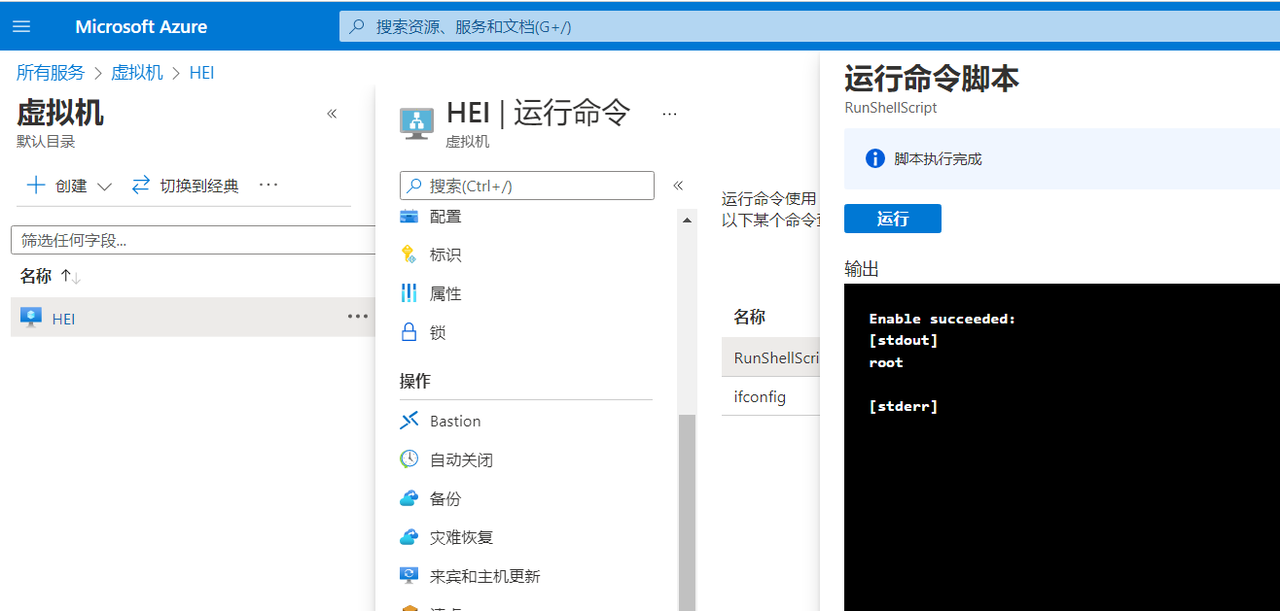 Microsoft Azure
搜索资源、服务和文档(G+/)
所有服务 > 虚拟机 > HEI
虚拟机
默认目录
创建
切换到经典
筛选任何字段...
名称
HEI
HEI | 运行命令
虚拟机
搜索(Ctrl+/)
配置
标识
属性
锁
操作
Bastion
自动关闭
备份
灾难恢复
来宾和主机更新
运行命令使用
以下某个命令
名称
RunShellScri
ifconfig
运行命令脚本
RunShellScript
脚本执行完成
运行
输出
Enable succeeded:
[stdout]
root
[stderr]